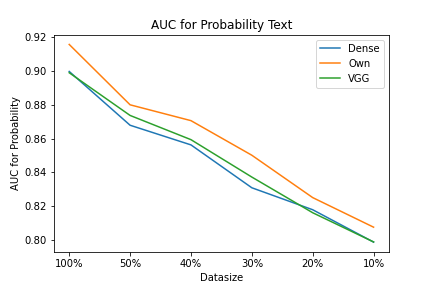 AUC for Probability Text
AUC for Probability
0.92
0.90
0.88
0.86
0.84
0.82
0.80
Dense
Own
VGG
100%
50%
40%
30%
20%
10%
Datasize